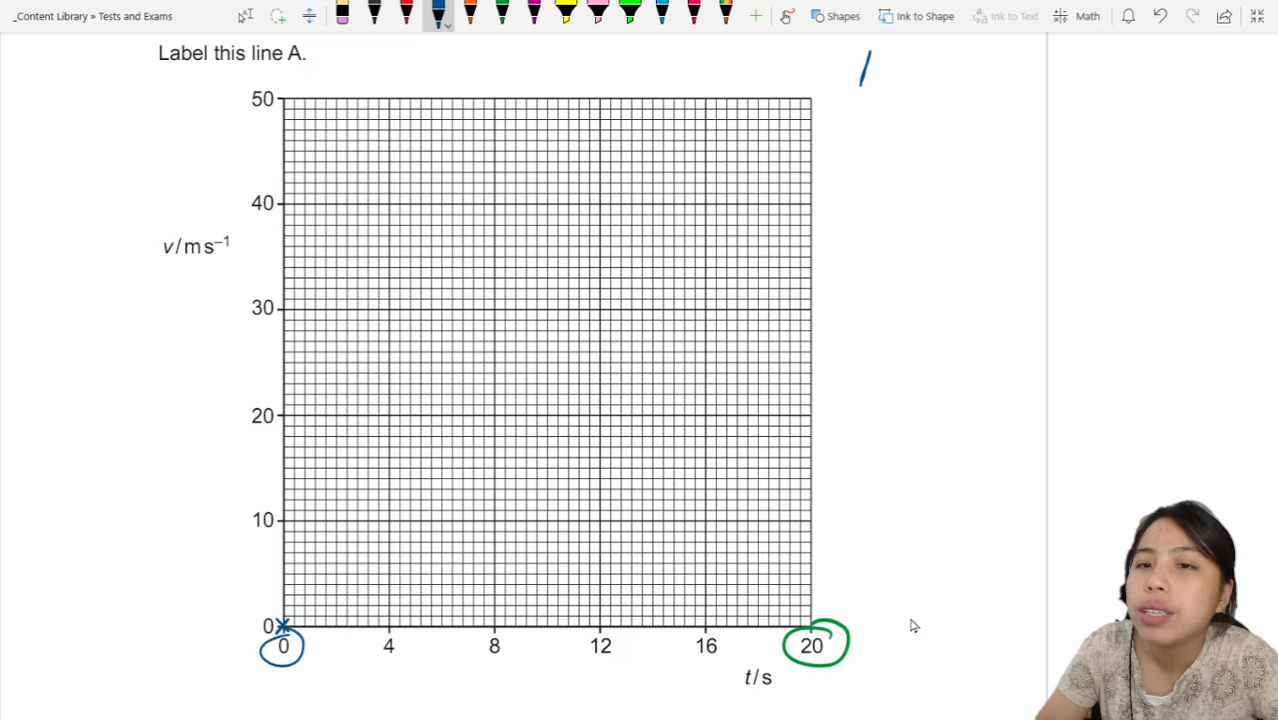 _Content Library » Tests and Exams
Shapes
Ink to Shape
Ink to Text
Math
Label this line A.
50
40
v/m s⁻¹
30
20
10
0
0 4 8 12 16 20
t/s